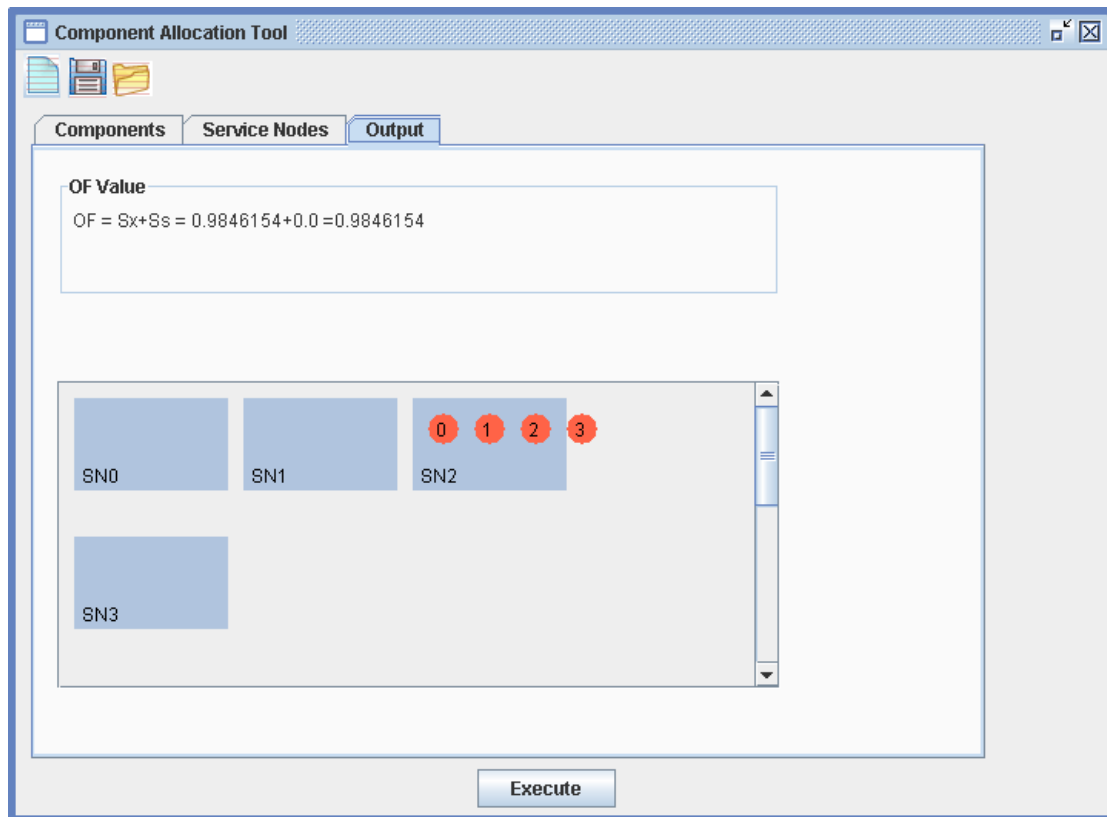 Component Allocation Tool
Components Service Nodes Output
OF Value
OF = Sx+Ss = 0.9846154+0.0 =0.9846154
0 1 2 3
SN0 SN1 SN2
SN3
Execute